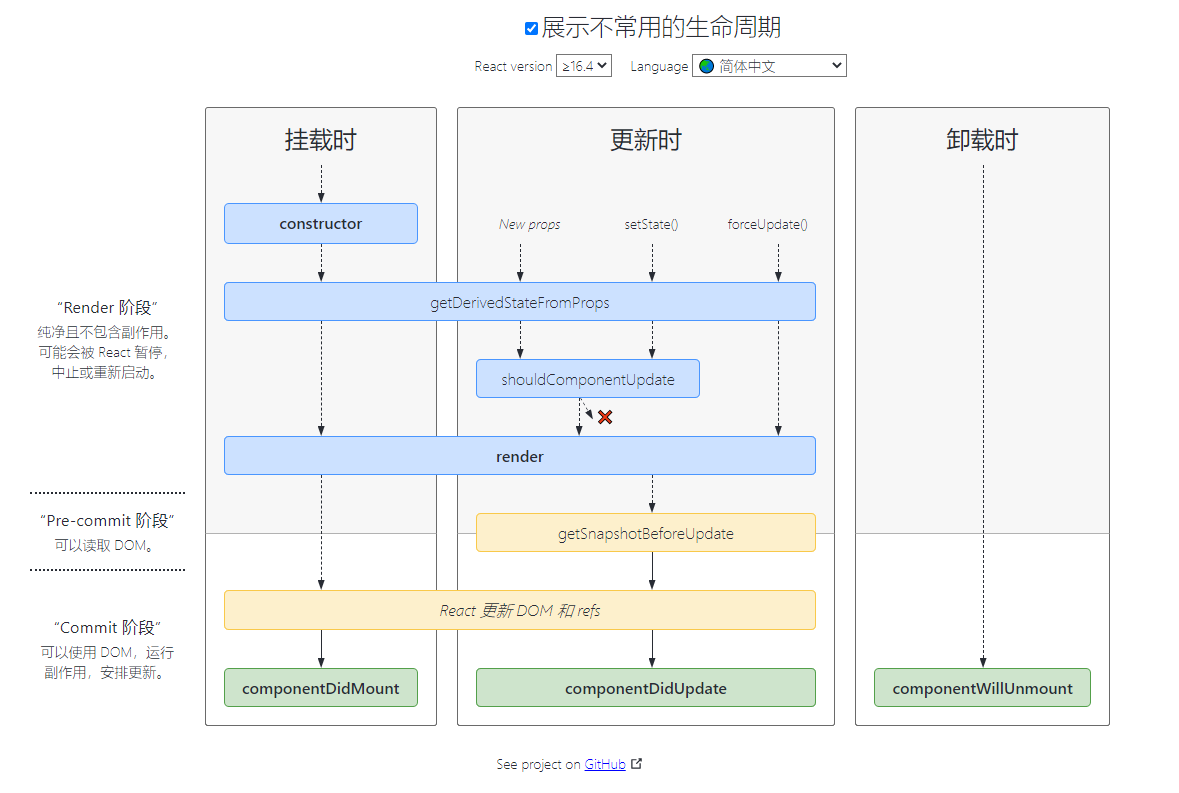 展示不常用的生命周期
React version ≥16.4 Language 简体中文
挂载时
更新时
卸载时
constructor
New props
setState()
forceUpdate()
“Render 阶段”
纯净且不包含副作用。
可能会被 React 暂停，
中止或重新启动。
getDerivedStateFromProps
shouldComponentUpdate
render
“Pre-commit 阶段”
可以读取 DOM。
getSnapshotBeforeUpdate
React 更新 DOM 和 refs
“Commit 阶段”
可以使用 DOM，运行
副作用，安排更新。
componentDidMount
componentDidUpdate
componentWillUnmount
See project on GitHub